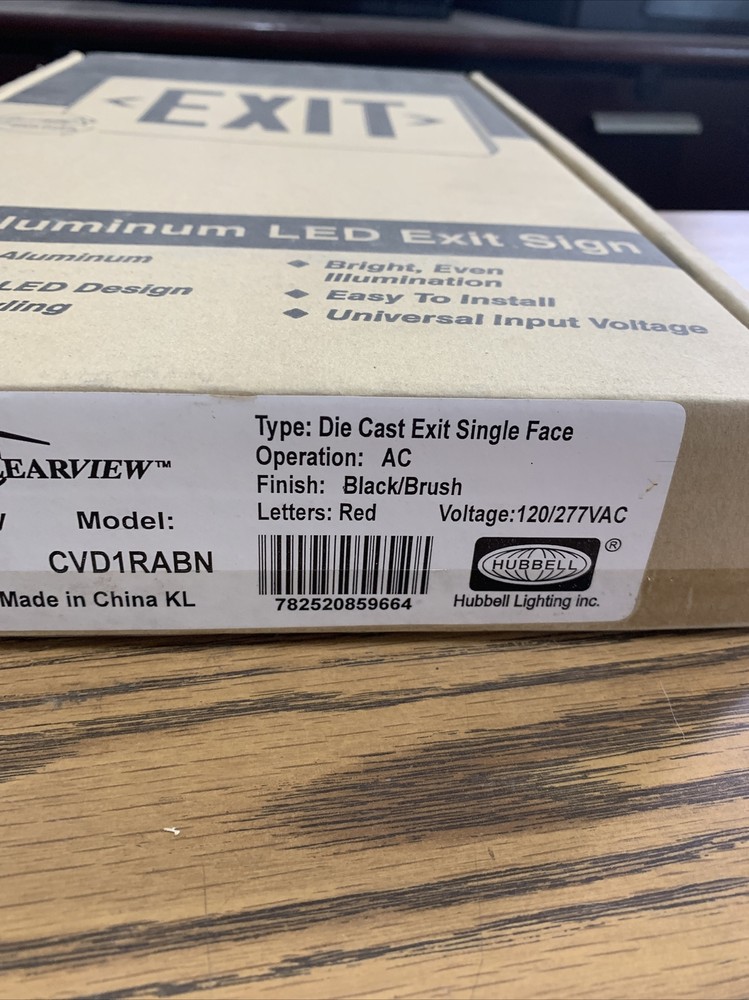 <EXIT>
luminum LED Exit Sign
Aluminum
LED Design
ling
◆ Bright, Even
Illumination
◆ Easy To Install
◆ Universal Input Voltage
EARVIEW™
Model:
CVD1RABN
Made in China KL
Type: Die Cast Exit Single Face
Operation: AC
Finish: Black/Brush
Letters: Red Voltage:120/277VAC
782520859664
HUBBELL ®
Hubbell Lighting inc.